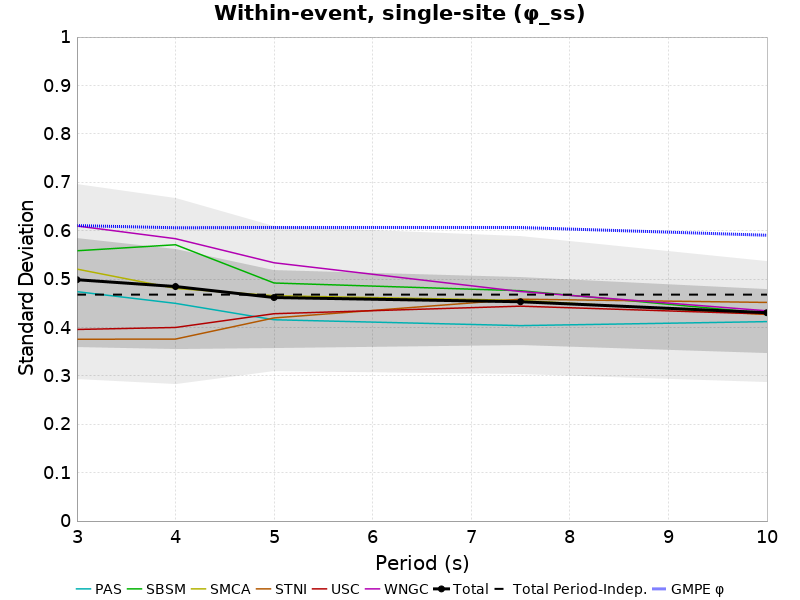 Within-event, single-site (φ_ss)
1
0.9
0.8
0.7
0.6
0.5
0.4
0.3
0.2
0.1
0
Standard Deviation
3 4 5 6 7 8 9 10
Period (s)
PAS SBSM SMCA STNI USC WNGC Total Total Period-Indep. GMPE φ